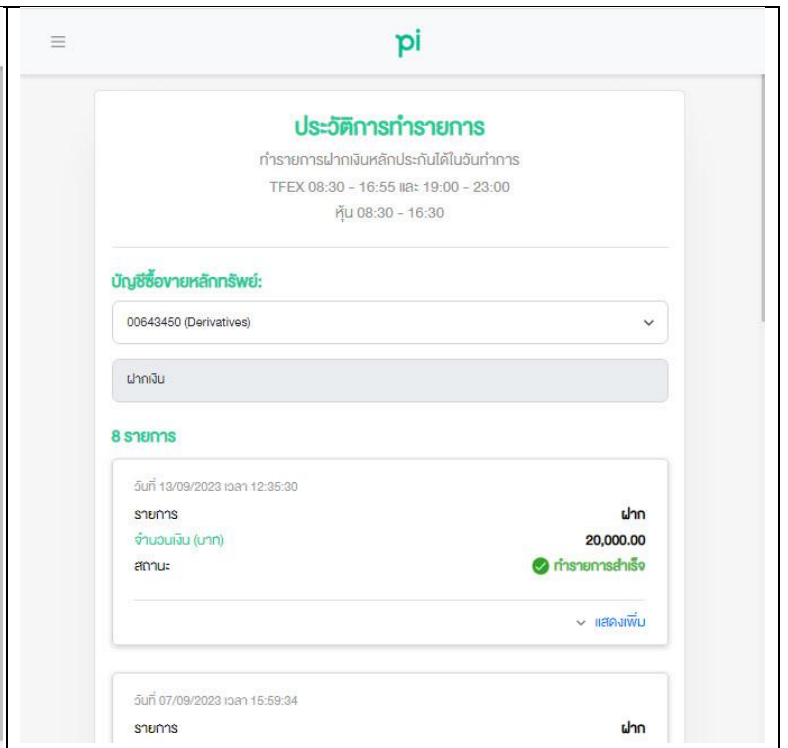 pi
ประวัติการทำรายการ
ทำรายการฝากเงินหลักประกันได้ในวันทำการ
TFEX 08:30 - 16:55 และ 19:00 - 23:00
หุ้น 08:30 - 16:30
บัญชีซื้อขายหลักทรัพย์:
00643450 (Derivatives)
ฝากเงิน
8 รายการ
วันที่ 13/09/2023 เวลา 12:35:30
รายการ ฝาก
จำนวนเงิน (บาท) 20,000.00
สถานะ ทำรายการสำเร็จ
แสดงเพิ่ม
วันที่ 07/09/2023 เวลา 15:59:34
รายการ ฝาก